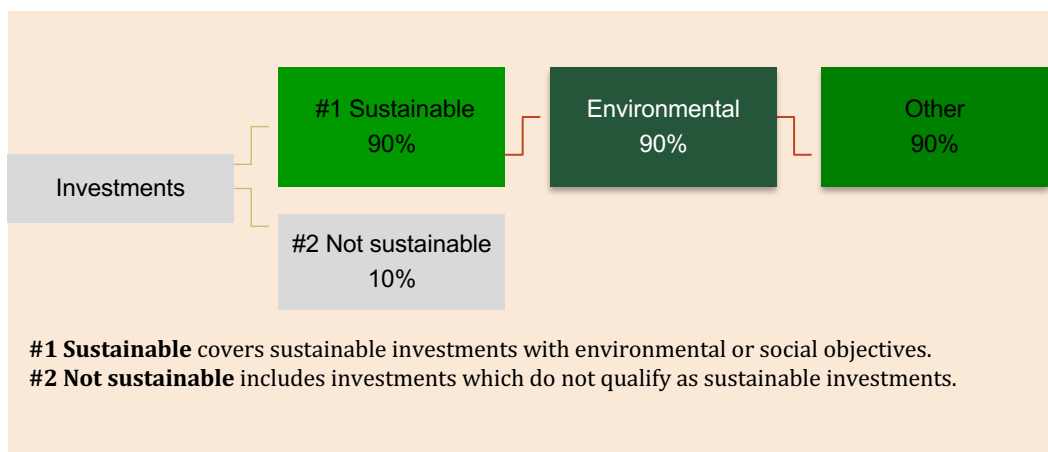 #1 Sustainable
90%
Environmental
90%
Other
90%
Investments
#2 Not sustainable
10%
#1 Sustainable covers sustainable investments with environmental or social objectives.
#2 Not sustainable includes investments which do not qualify as sustainable investments.